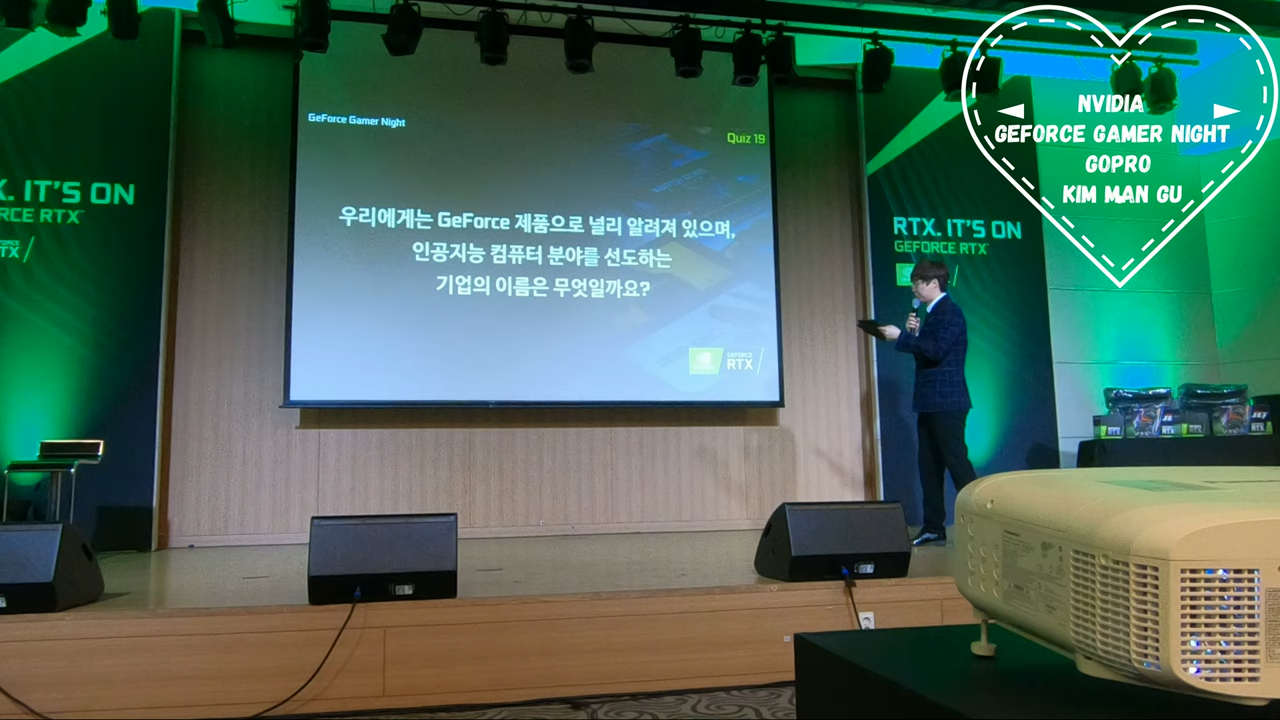 NVIDIA
GEFORCE GAMER NIGHT
GOPRO
KIM MAN GU
GeForce Gamer Night
Quiz 19
우리에게는 GeForce 제품으로 널리 알려져 있으며,
인공지능 컴퓨터 분야를 선도하는
기업의 이름은 무엇일까요?
GEFORCE
RTX
X. IT'S ON
RCE RTX
RTX. IT'S ON
GEFORCE RTX